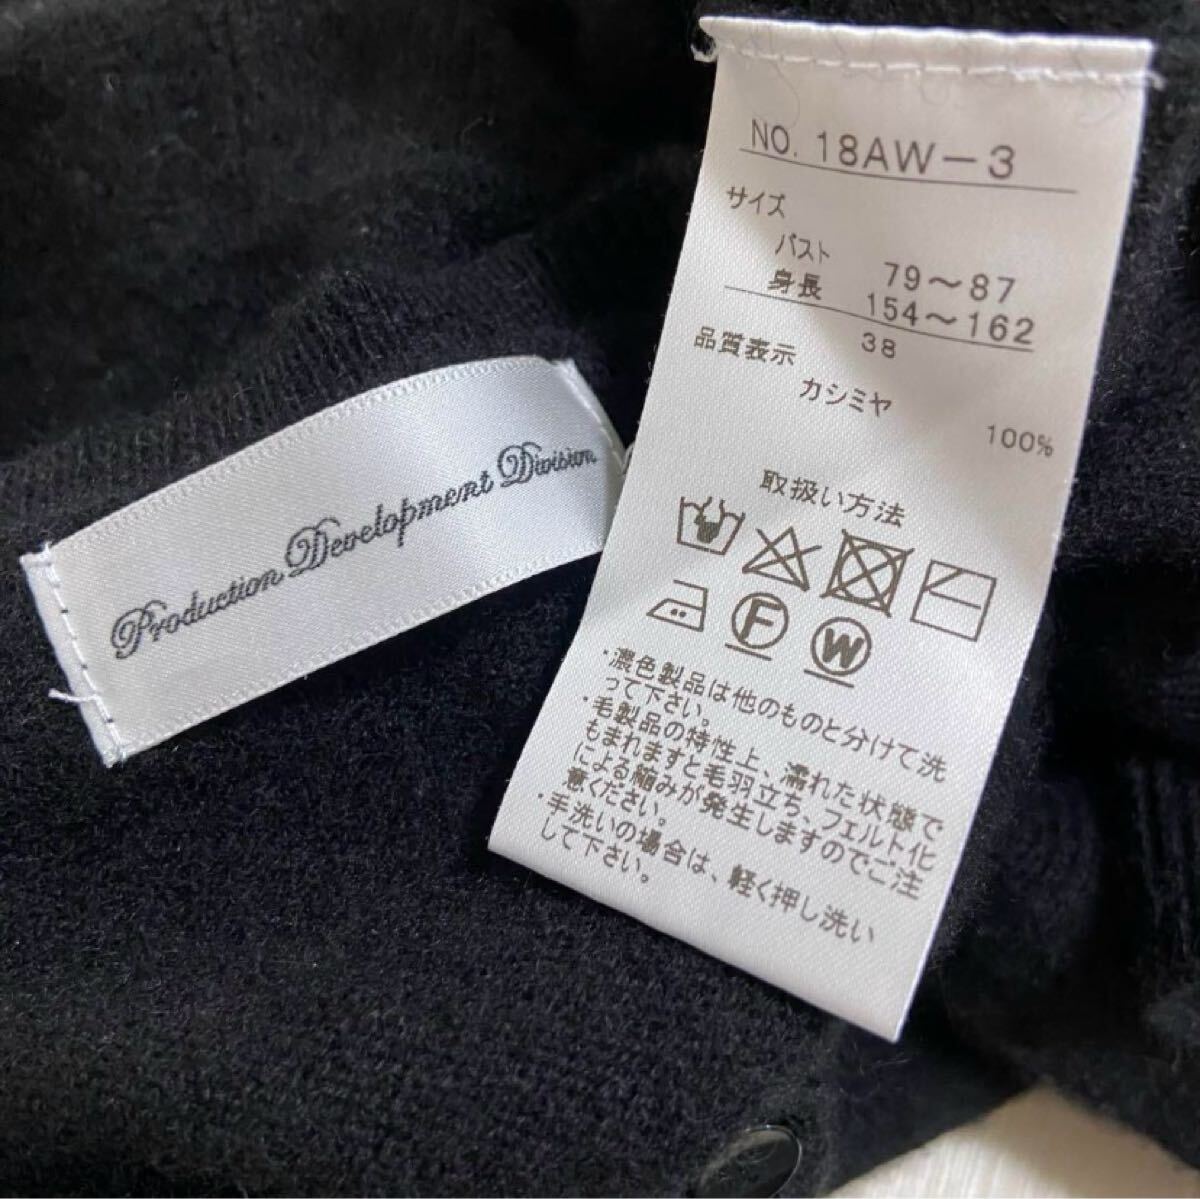 NO. 18AW-3
サイズ
バスト 79～87
身長 154～162
38
品質表示
カシミヤ
100%
取扱い方法
F
W
・濃色製品は他のものと分けて洗
って下さい。
・毛製品の特性上、濡れた状態で
もまれますと毛羽立ち、フェルト化
による縮みが発生しますのでご注
意ください。
・手洗いの場合は、軽く押し洗い
して下さい。
Production Development Division